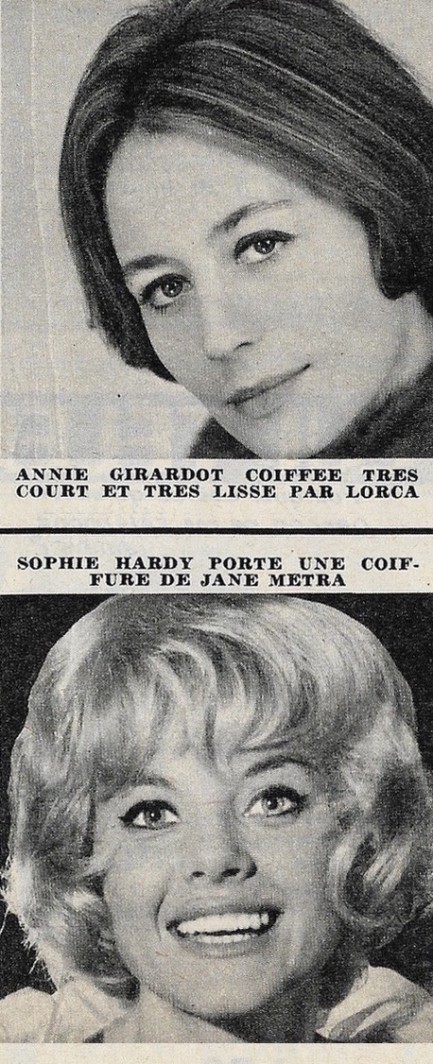 ANNIE GIRARDOT COIFFEE TRES
COURT ET TRES LISSE PAR LORCA
SOPHIE HARDY PORTE UNE COIF-
FURE DE JANE METRA